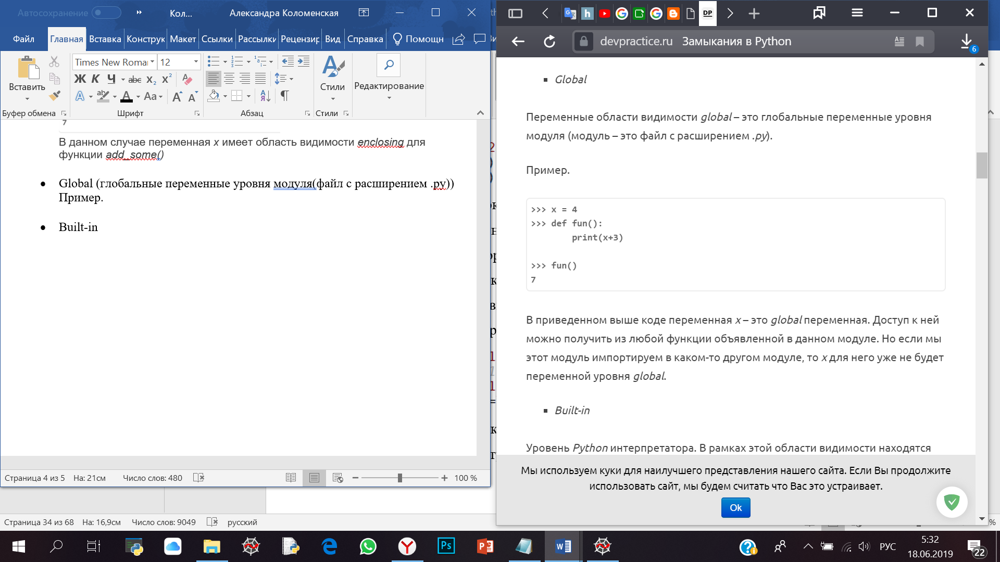 Автосохранение
Кол...
Александра Коломенская
Файл Главная Вставка Конструк Макет Ссылки Рассылки Рецензир Вид Справка Помощн
Times New Roma 12
Вставить
Ж К Ч abc X₂ X²
А ab А Aa А А
Стили
Редактирование
Буфер обмена Шрифт Абзац Стили
7
В данном случае переменная x имеет область видимости enclosing для
функции add_some()
Global (глобальные переменные уровня модуля(файл с расширением .py))
Пример.
Built-in
Страница 4 из 5 На: 21см Число слов: 480 100 %
Страница 34 из 68 На: 16,9см Число слов: 9049 русский
DP
devpractice.ru Замыкания в Python
6
Global
Переменные области видимости global – это глобальные переменные уровня
модуля (модуль – это файл с расширением .py).
Пример.
>>> x = 4
>>> def fun():
print(x+3)
>>> fun()
7
В приведенном выше коде переменная x – это global переменная. Доступ к ней
можно получить из любой функции объявленной в данном модуле. Но если мы
этот модуль импортируем в каком-то другом модуле, то x для него уже не будет
переменной уровня global.
Built-in
Уровень Python интерпретатора. В рамках этой области видимости находятся
Мы используем куки для наилучшего представления нашего сайта. Если Вы продолжите
использовать сайт, мы будем считать что Вас это устраивает.
Ok
%
Ps
РУС
5:32
18.06.2019
22